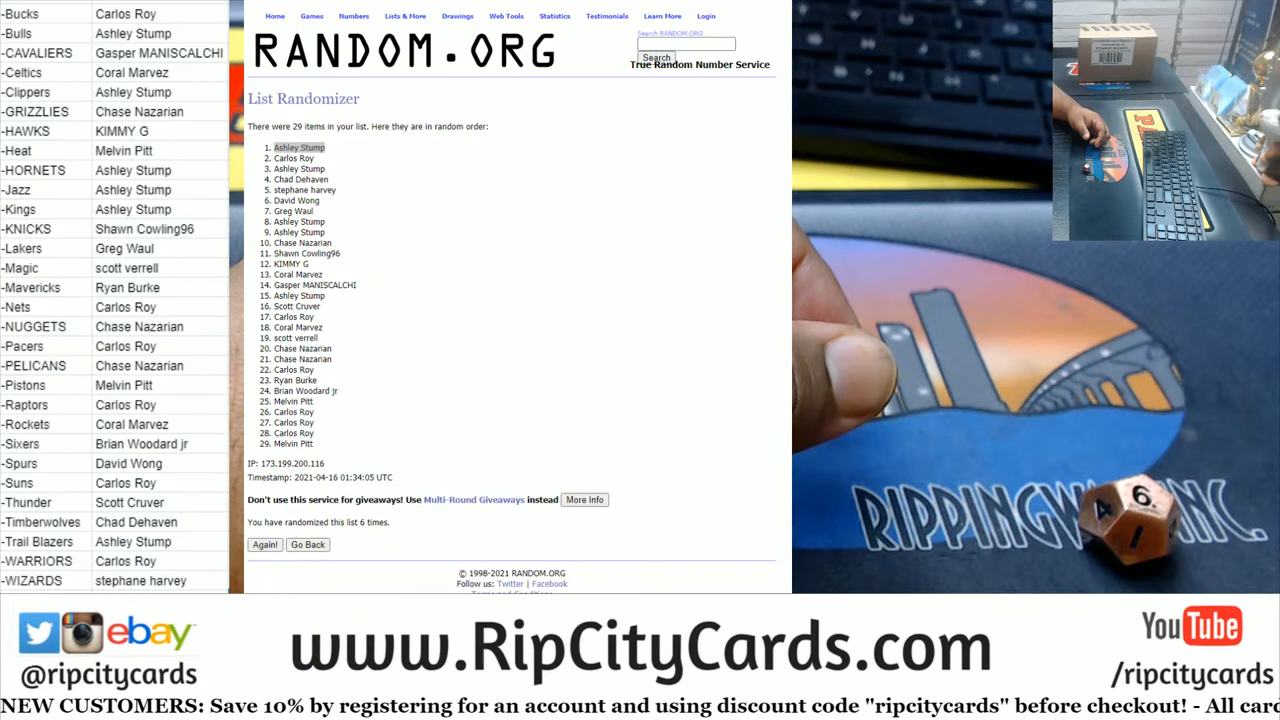 -Bucks Carlos Roy
-Bulls Ashley Stump
-CAVALIERS Gasper MANISCALCHI
-Celtics Coral Marvez
-Clippers Ashley Stump
-GRIZZLIES Chase Nazarian
-HAWKS KIMMY G
-Heat Melvin Pitt
-HORNETS Ashley Stump
-Jazz Ashley Stump
-Kings Ashley Stump
-KNICKS Shawn Cowling96
-Lakers Greg Waul
-Magic scott verrell
-Mavericks Ryan Burke
-Nets Carlos Roy
-NUGGETS Chase Nazarian
-Pacers Carlos Roy
-PELICANS Chase Nazarian
-Pistons Melvin Pitt
-Raptors Carlos Roy
-Rockets Coral Marvez
-Sixers Brian Woodard jr
-Spurs David Wong
-Suns Carlos Roy
-Thunder Scott Cruver
-Timberwolves Chad Dehaven
-Trail Blazers Ashley Stump
-WARRIORS Carlos Roy
-WIZARDS stephane harvey
Home Games Numbers Lists & More Drawings Web Tools Statistics Testimonials Learn More Login
RANDOM.ORG
Search RANDOM.ORG
Search
True Random Number Service
List Randomizer
There were 29 items in your list. Here they are in random order:
1. Ashley Stump
2. Carlos Roy
3. Ashley Stump
4. Chad Dehaven
5. stephane harvey
6. David Wong
7. Greg Waul
8. Ashley Stump
9. Ashley Stump
10. Chase Nazarian
11. Shawn Cowling96
12. KIMMY G
13. Coral Marvez
14. Gasper MANISCALCHI
15. Ashley Stump
16. Scott Cruver
17. Carlos Roy
18. Coral Marvez
19. scott verrell
20. Chase Nazarian
21. Chase Nazarian
22. Carlos Roy
23. Ryan Burke
24. Brian Woodard jr
25. Melvin Pitt
26. Carlos Roy
27. Carlos Roy
28. Carlos Roy
29. Melvin Pitt
IP: 173.199.200.116
Timestamp: 2021-04-16 01:34:05 UTC
Don't use this service for giveaways! Use Multi-Round Giveaways instead More Info
You have randomized this list 6 times.
Again! Go Back
© 1998-2021 RANDOM.ORG
Follow us: Twitter | Facebook
Terms and Conditions
4 6 1
INC.
ebay
@ripcitycards
www.RipCityCards.com
YouTube
/ripcitycards
NEW CUSTOMERS: Save 10% by registering for an account and using discount code "ripcitycards" before checkout! - All